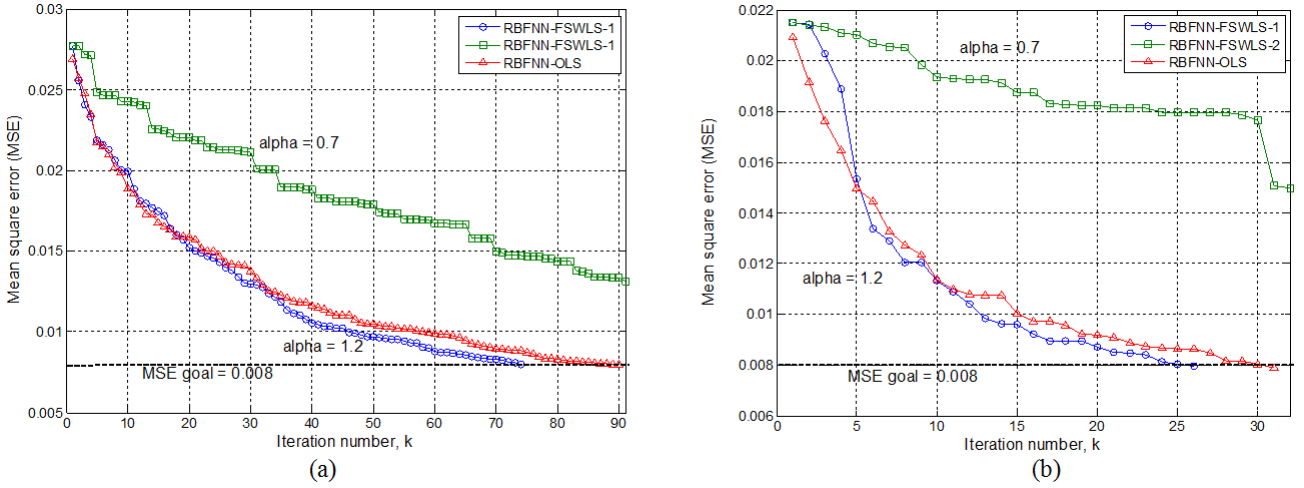 0.03
0.025
0.02
0.015
0.01
0.005
Mean square error (MSE)
RBFNN-FSWLS-1
RBFNN-FSWLS-1
RBFNN-OLS
alpha = 0.7
alpha = 1.2
MSE goal = 0.008
0 10 20 30 40 50 60 70 80 90
Iteration number, k
(a)
0.022
0.02
0.018
0.016
0.014
0.012
0.01
0.008
0.006
Mean square error (MSE)
RBFNN-FSWLS-1
RBFNN-FSWLS-2
RBFNN-OLS
alpha = 0.7
alpha = 1.2
MSE goal = 0.008
0 5 10 15 20 25 30
Iteration number, k
(b)